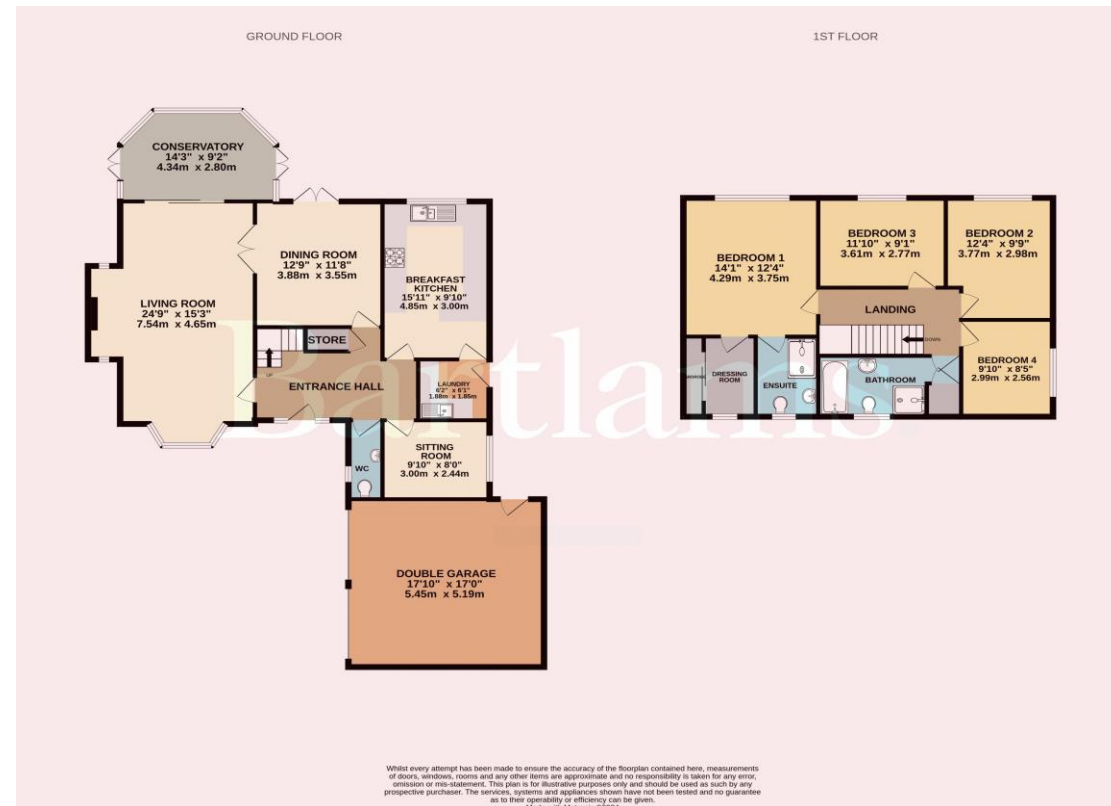 GROUND FLOOR
1ST FLOOR
CONSERVATORY
14'3" x 9'2"
4.34m x 2.80m
DINING ROOM
12'9" x 11'8"
3.88m x 3.55m
BREAKFAST
KITCHEN
15'11" x 9'10"
4.85m x 3.00m
LIVING ROOM
24'9" x 15'3"
7.54m x 4.65m
STORE
UP
ENTRANCE HALL
LAUNDRY
6'2" x 6'1"
1.88m x 1.85m
SITTING
ROOM
9'10" x 8'0"
3.00m x 2.44m
WC
DOUBLE GARAGE
17'10" x 17'0"
5.45m x 5.19m
BEDROOM 1
14'1" x 12'4"
4.29m x 3.75m
BEDROOM 3
11'10" x 9'1"
3.61m x 2.77m
BEDROOM 2
12'4" x 9'9"
3.77m x 2.98m
LANDING
DOWN
BEDROOM 4
9'10" x 8'5"
2.99m x 2.56m
DRESSING
ROOM
ENSUITE
BATHROOM
Bartlams
Whilst every attempt has been made to ensure the accuracy of the floorplan contained here, measurements
of doors, windows, rooms and any other items are approximate and no responsibility is taken for any error,
omission or mis-statement. This plan is for illustrative purposes only and should be used as such by any
prospective purchaser. The services, systems and appliances shown have not been tested and no guarantee
as to their operability or efficiency can be given.